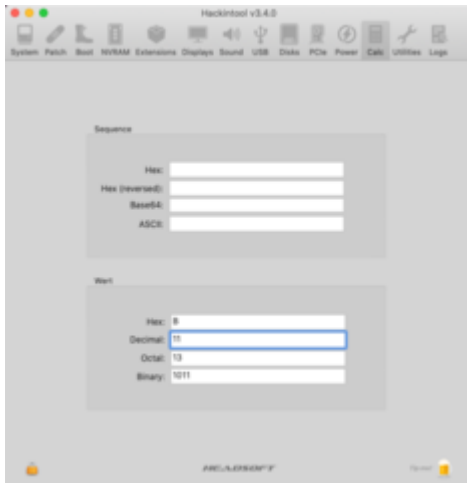 Hackintool v3.4.0
System Patch Boot NVRAM Extensions Displays Sound USB Disks PCIe Power Calc Utilities Logs
Sequence
Hex:
Hex (reversed):
Base64:
ASCII:
Wert
Hex: B
Decimal: 11
Octal: 13
Binary: 1011
HEADSOFT